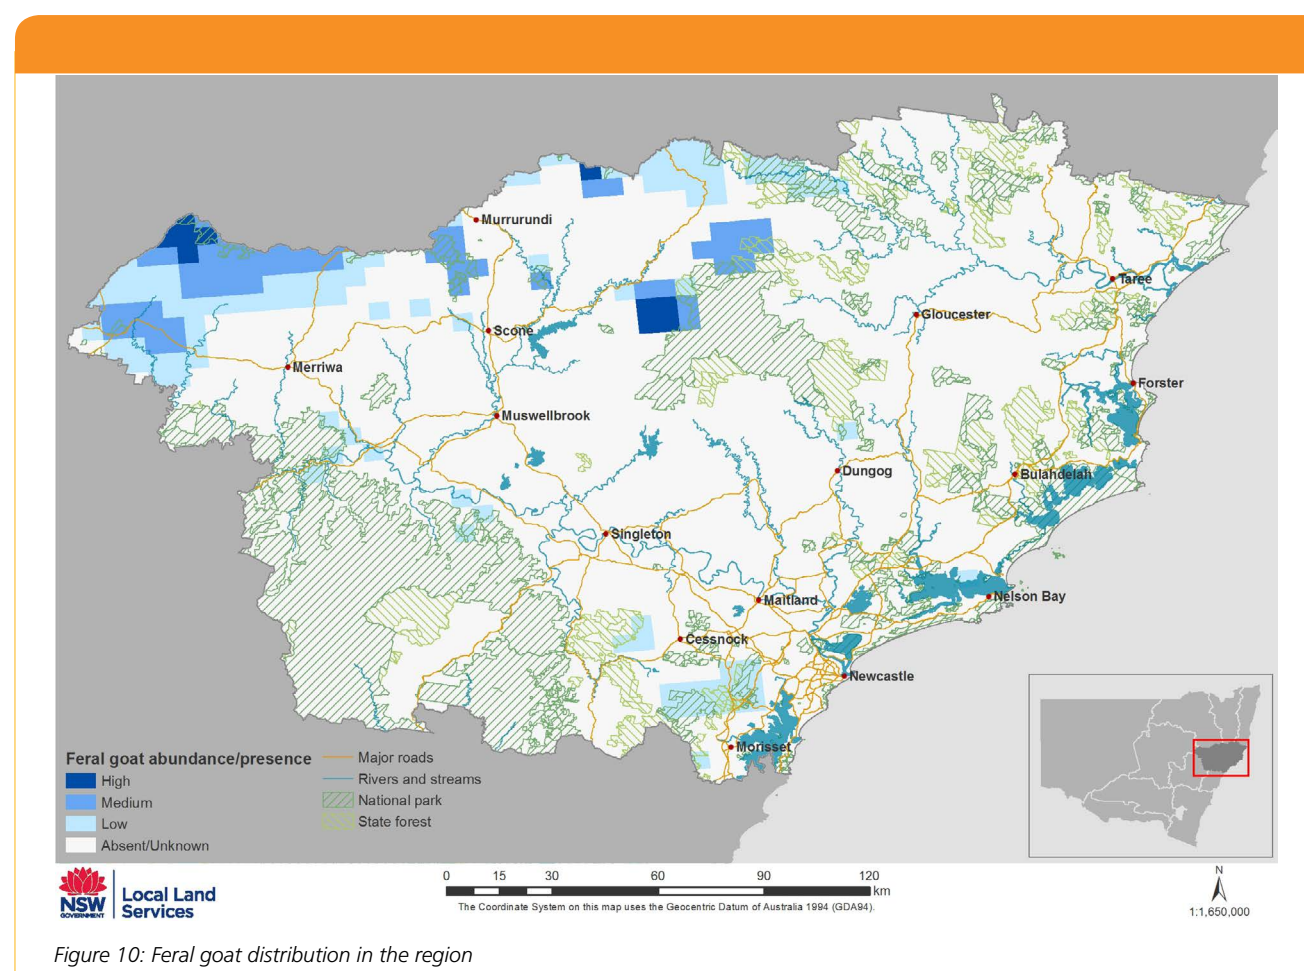 Murrurundi
Taree
Gloucester
Scone
Merriwa
Forster
Muswellbrook
Dungog
Bulahdelah
Singleton
Maitland
Nelson Bay
Cessnock
Newcastle
Morisset
Feral goat abundance/presence
High
Medium
Low
Absent/Unknown
Major roads
Rivers and streams
National park
State forest
NSW
GOVERNMENT
Local Land
Services
0 15 30 60 90 120
km
The Coordinate System on this map uses the Geocentric Datum of Australia 1994 (GDA94).
N
1:1,650,000
Figure 10: Feral goat distribution in the region